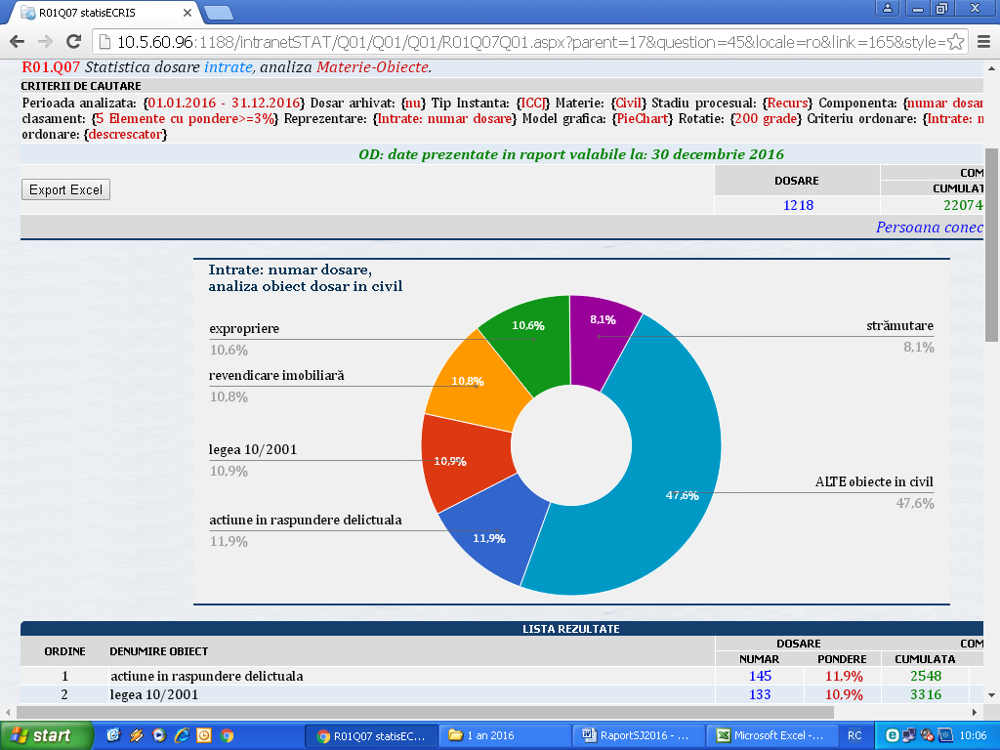 R01Q07 statisECRIS
10.5.60.96:1188/intranetSTAT/Q01/Q01/Q01/R01Q07Q01.aspx?parent=17&question=45&locale=ro&link=165&style=
R01.Q07 Statistica dosare intrate, analiza Materie-Obiecte.
CRITERII DE CAUTARE
Perioada analizata: {01.01.2016 - 31.12.2016} Dosar arhivat: {nu} Tip Instanta: {ICCJ} Materie: {Civil} Stadiu procesual: {Recurs} Componenta: {numar dosar
clasament: {5 Elemente cu pondere>=3%} Reprezentare: {Intrate: numar dosare} Model grafica: {PieChart} Rotatie: {200 grade} Criteriu ordonare: {Intrate: n
ordonare: {descrescator}
OD: date prezentate in raport valabile la: 30 decembrie 2016
Export Excel
DOSARE
COM
CUMULAT
1218
22074
Persoana conec
Intrate: numar dosare,
analiza obiect dosar in civil
expropriere
10,6%
revendicare imobiliară
10,8%
legea 10/2001
10,9%
actiune in raspundere delictuala
11,9%
10,6%
8,1%
10,8%
10,9%
11,9%
47,6%
strămutare
8,1%
ALTE obiecte in civil
47,6%
LISTA REZULTATE
ORDINE DENUMIRE OBIECT DOSARE COM
NUMAR PONDERE CUMULATA
1 actiune in raspundere delictuala 145 11,9% 2548
2 legea 10/2001 133 10,9% 3316
start R01Q07 statisEC... 1 an 2016 RaportSJ2016 - ... Microsoft Excel -... RC 10:06